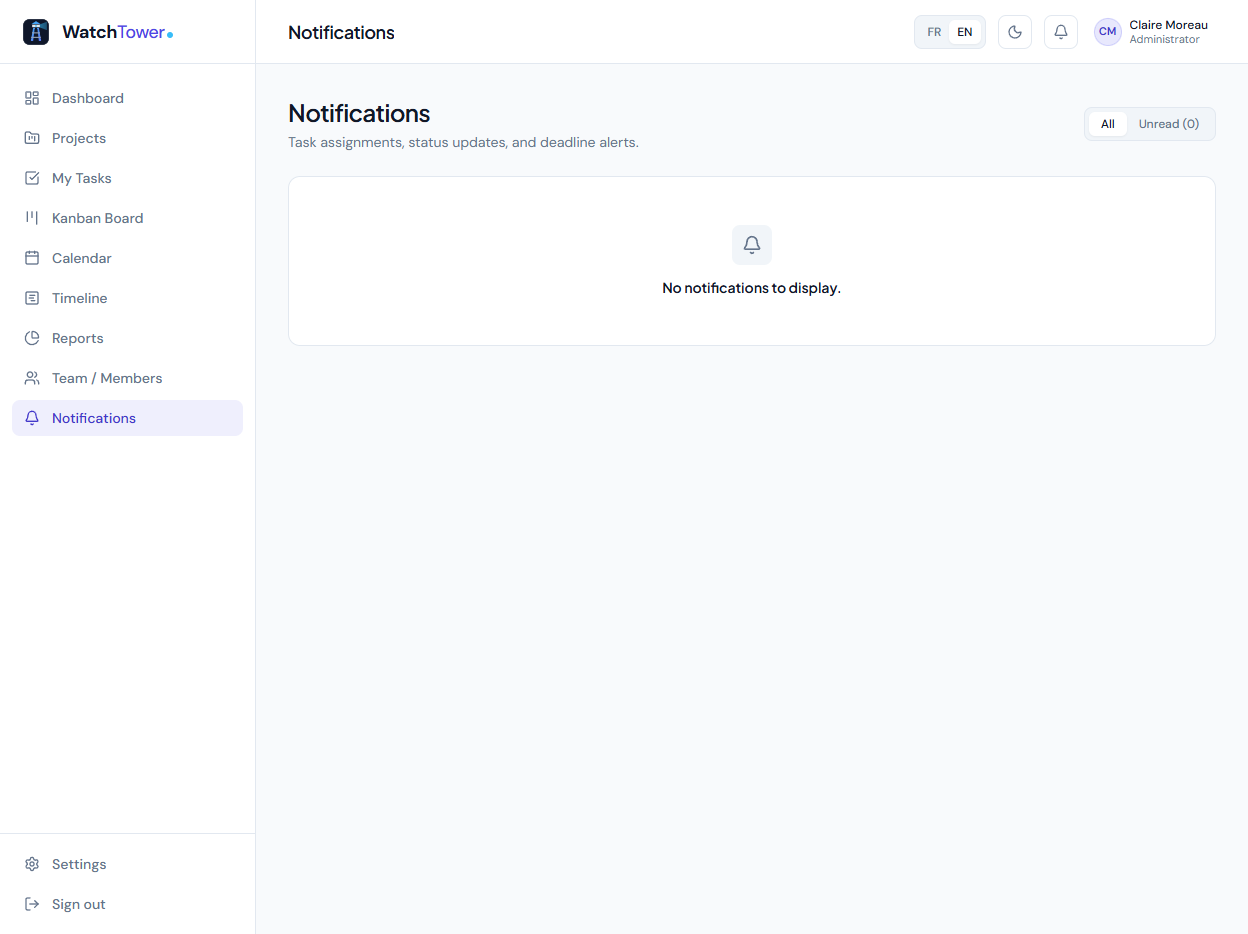 WatchTower
Notifications
FR
EN
CM
Claire Moreau
Administrator
Dashboard
Projects
My Tasks
Kanban Board
Calendar
Timeline
Reports
Team / Members
Notifications
Settings
Sign out
Notifications
Task assignments, status updates, and deadline alerts.
All
Unread (0)
No notifications to display.